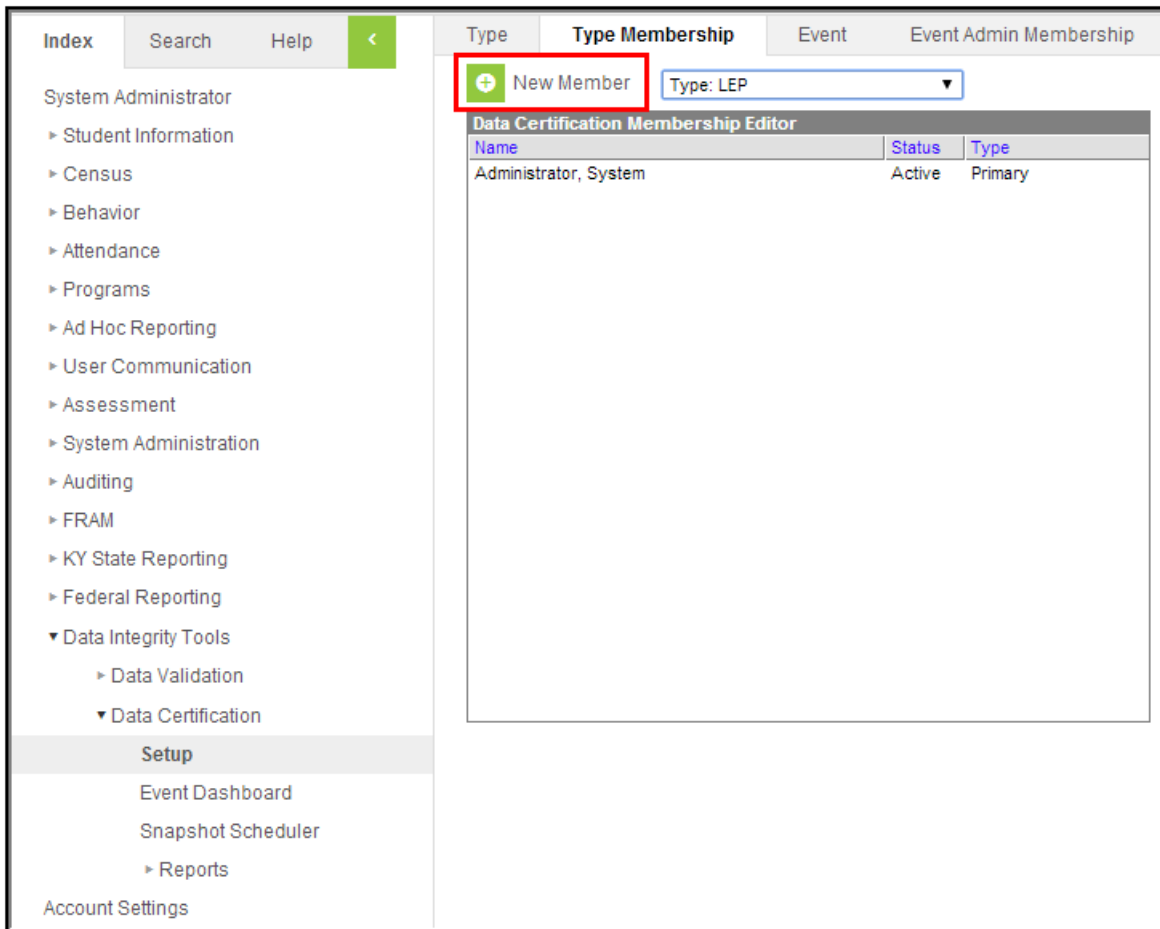 Index Search Help
System Administrator
Student Information
Census
Behavior
Attendance
Programs
Ad Hoc Reporting
User Communication
Assessment
System Administration
Auditing
FRAM
KY State Reporting
Federal Reporting
Data Integrity Tools
Data Validation
Data Certification
Setup
Event Dashboard
Snapshot Scheduler
Reports
Account Settings
Type Type Membership Event Event Admin Membership
New Member Type: LEP
Data Certification Membership Editor
Name Status Type
Administrator, System Active Primary